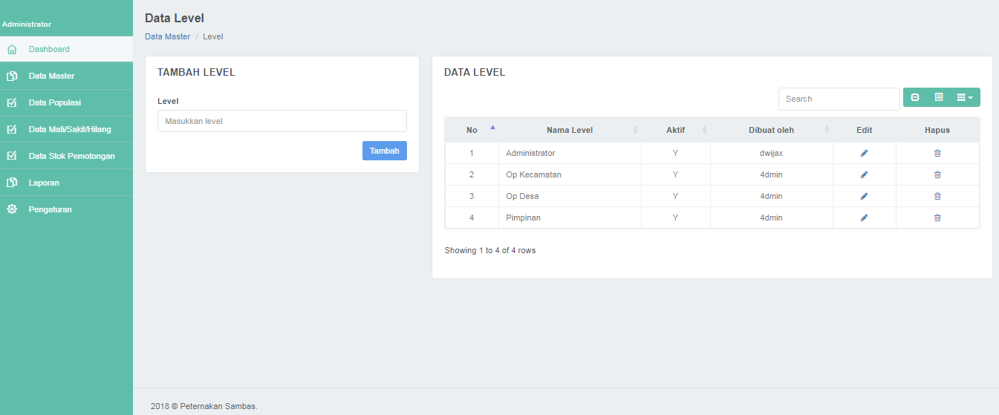 Administrator
Dashboard
Data Master
Data Populasi
Data Mati/Sakit/Hilang
Data Stok Pemotongan
Laporan
Pengaturan
Data Level
Data Master / Level
TAMBAH LEVEL
Level
Masukkan level
Tambah
DATA LEVEL
Search
No Nama Level Aktif Dibuat oleh Edit Hapus
1 Administrator Y dwijax
2 Op Kecamatan Y 4dmin
3 Op Desa Y 4dmin
4 Pimpinan Y 4dmin
Showing 1 to 4 of 4 rows
2018 © Peternakan Sambas.